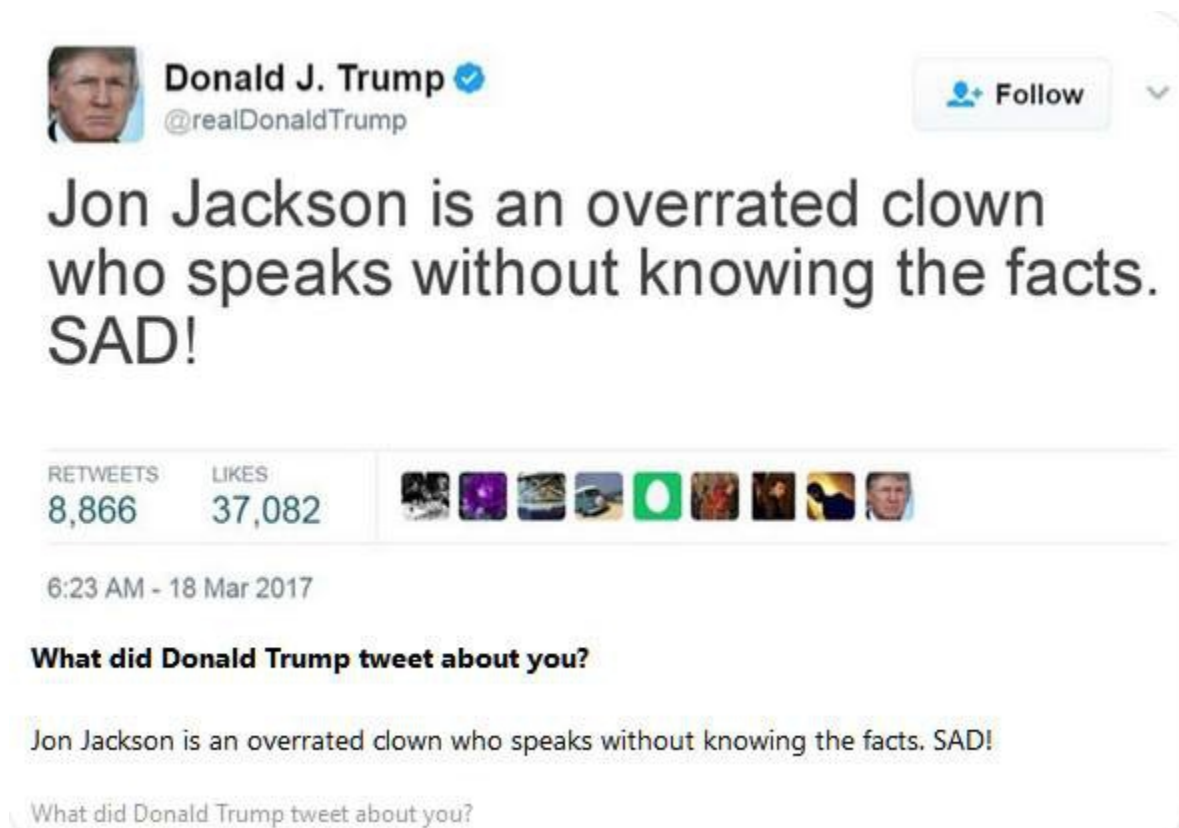 Donald J. Trump
@realDonaldTrump
Follow
Jon Jackson is an overrated clown
who speaks without knowing the facts.
SAD!
RETWEETS LIKES
8,866 37,082
6:23 AM - 18 Mar 2017
What did Donald Trump tweet about you?
Jon Jackson is an overrated clown who speaks without knowing the facts. SAD!
What did Donald Trump tweet about you?